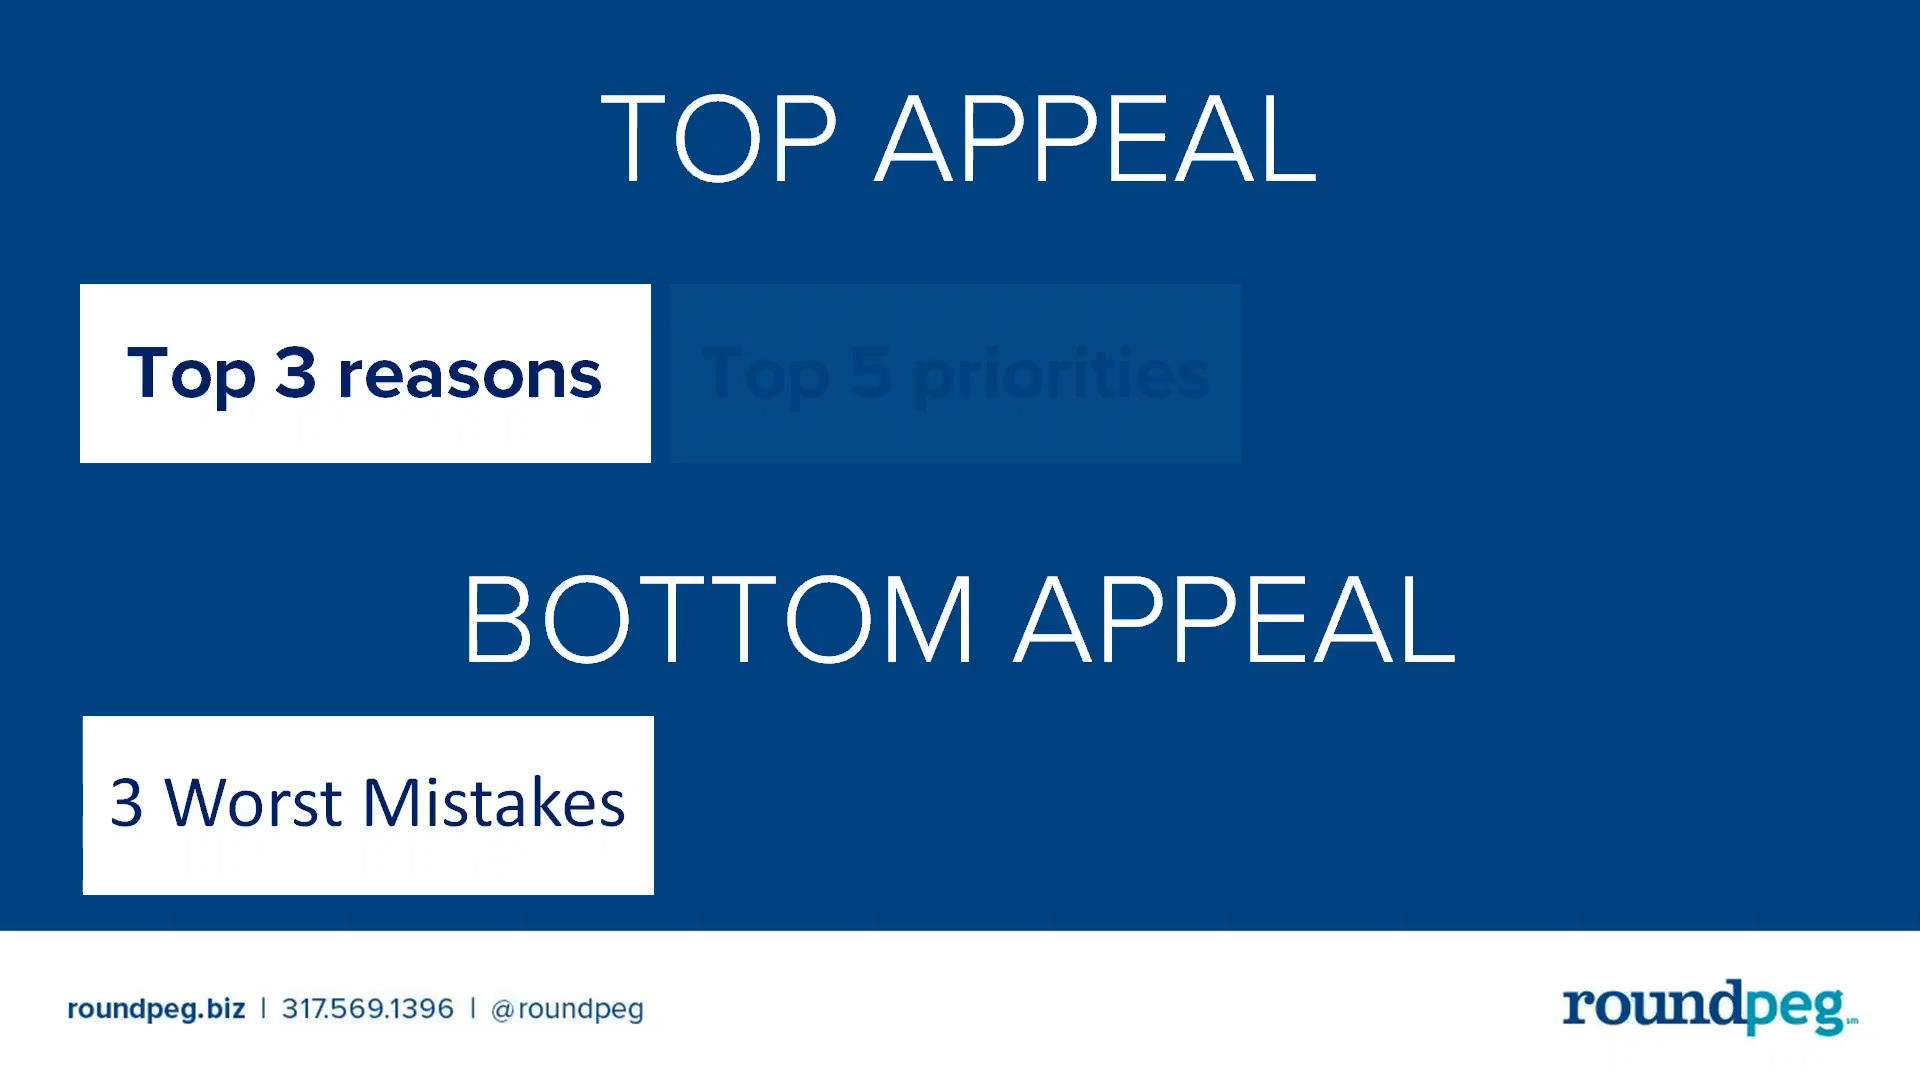 TOP APPEAL
Top 3 reasons
Top 5 priorities
BOTTOM APPEAL
3 Worst Mistakes
roundpeg.biz | 317.569.1396 | @roundpeg
roundpeg sm